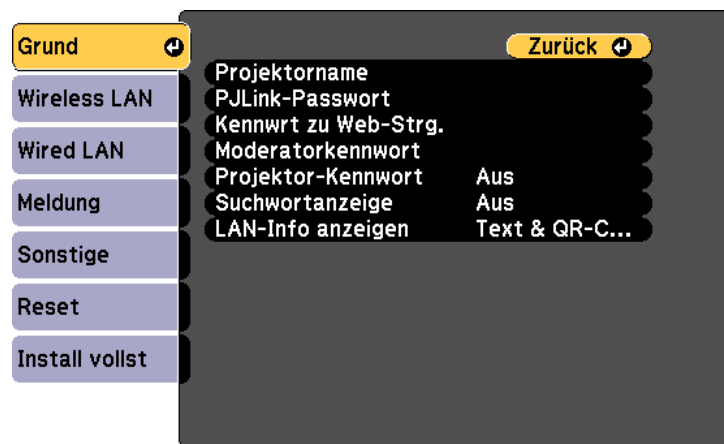 Grund
Wireless LAN
Wired LAN
Meldung
Sonstige
Reset
Install vollst
Zurück
Projektorname
PJLink-Passwort
Kennwrt zu Web-Strg.
Moderatorkennwort
Projektor-Kennwort Aus
Suchwortanzeige Aus
LAN-Info anzeigen Text & QR-C...